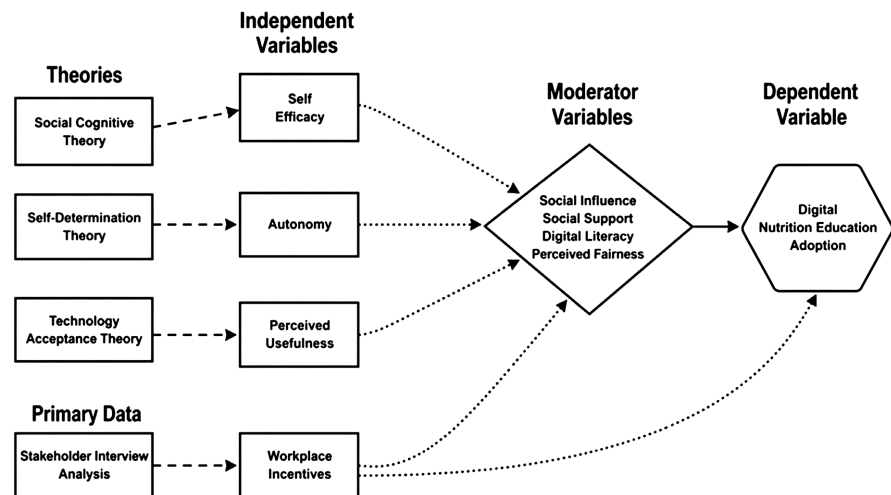 Independent
Variables
Theories
Self
Efficacy
Social Cognitive
Theory
Moderator
Variables
Dependent
Variable
Self-Determination
Theory
Autonomy
Social Influence
Social Support
Digital Literacy
Perceived Fairness
Digital
Nutrition Education
Adoption
Technology
Acceptance Theory
Perceived
Usefulness
Primary Data
Stakeholder Interview
Analysis
Workplace
Incentives